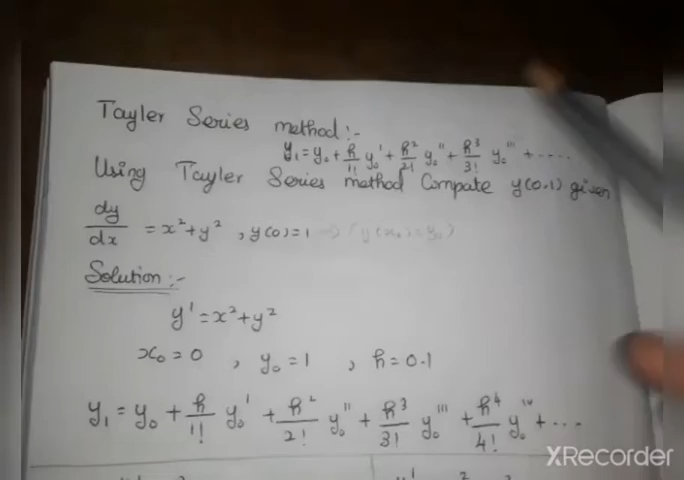 Tayler Series method:-
y₁ = y₀ + h/1! y₀' + h²/2! y₀'' + h³/3! y₀''' + ....
Using Tayler Series method Compute y(0.1) given
dy/dx = x² + y² , y(0) = 1 → (y(x₀) = y₀)
Solution:-
y' = x² + y²
x₀ = 0 , y₀ = 1 , h = 0.1
y₁ = y₀ + h/1! y₀' + h²/2! y₀'' + h³/3! y₀''' + h⁴/4! y₀ⁱᵛ + ...
XRecorder